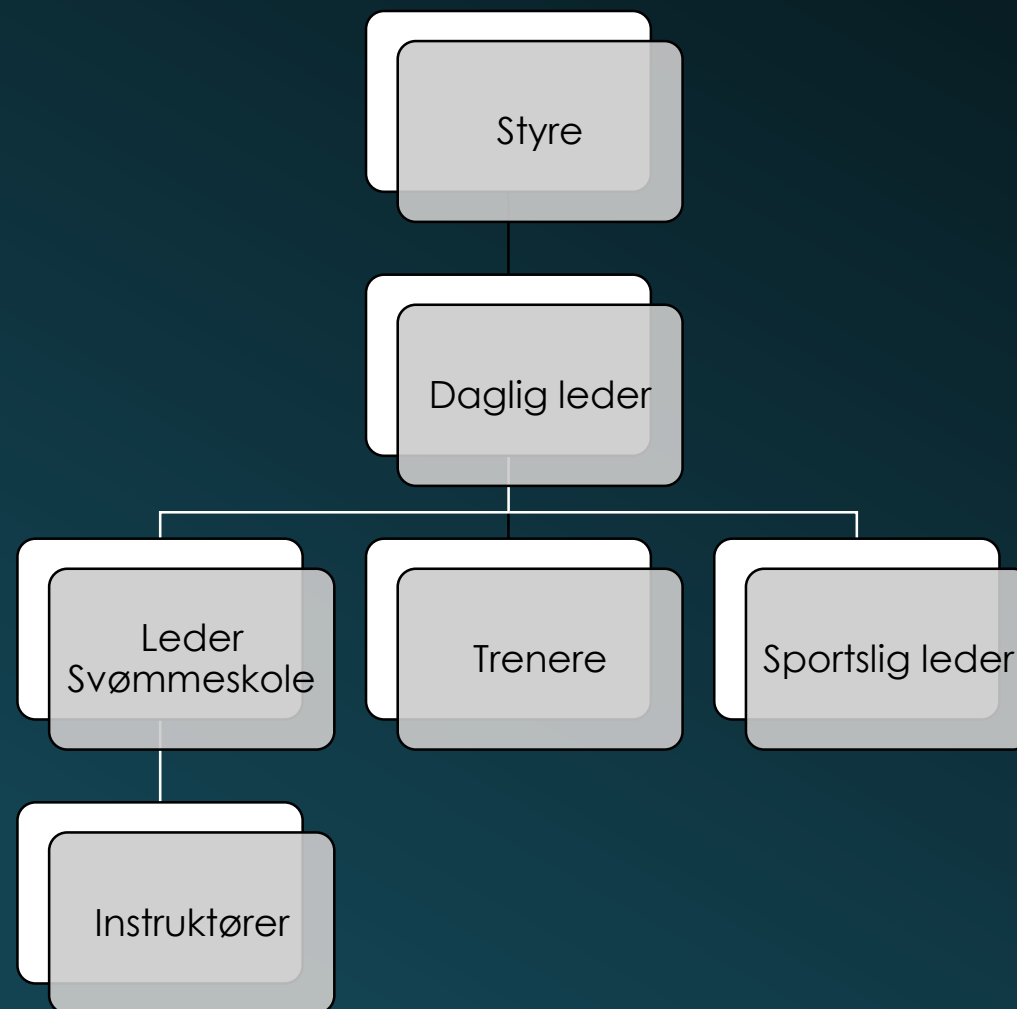 Styre
Daglig leder
Leder
Svømmeskole
Trenere
Sportslig leder
Instruktører